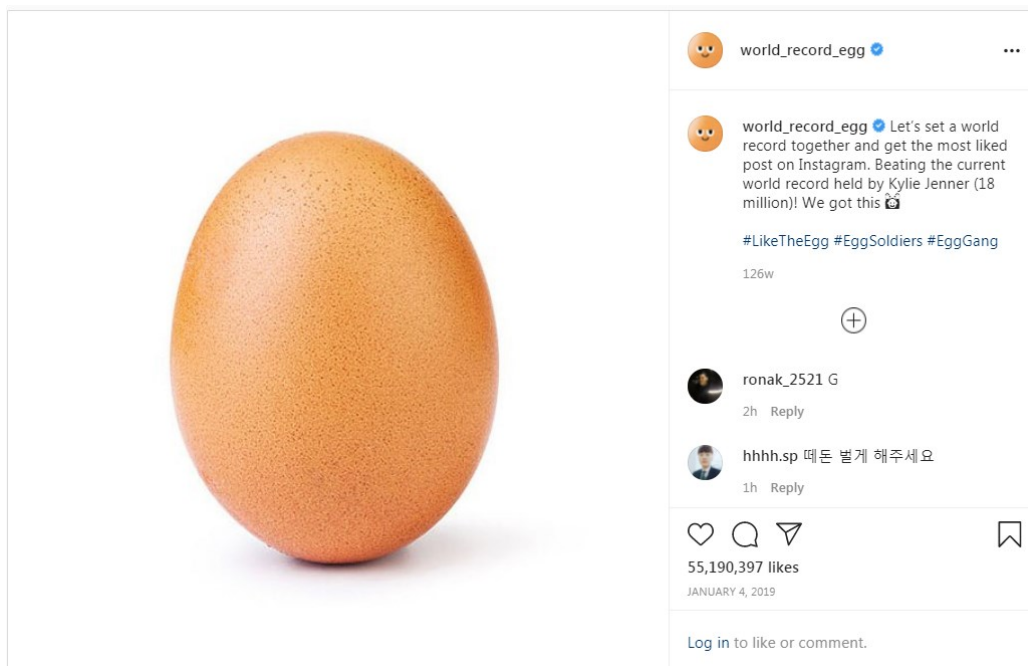 world_record_egg
world_record_egg Let's set a world
record together and get the most liked
post on Instagram. Beating the current
world record held by Kylie Jenner (18
million)! We got this
#LikeTheEgg #EggSoldiers #EggGang
126w
ronak_2521 G
2h Reply
hhhh.sp 떼돈 벌게 해주세요
1h Reply
55,190,397 likes
JANUARY 4, 2019
Log in to like or comment.